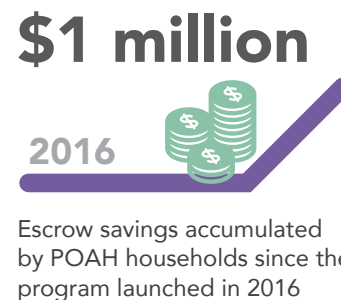 $1 million
2016
$
$
$
Escrow savings accumulated
by POAH households since the
program launched in 2016